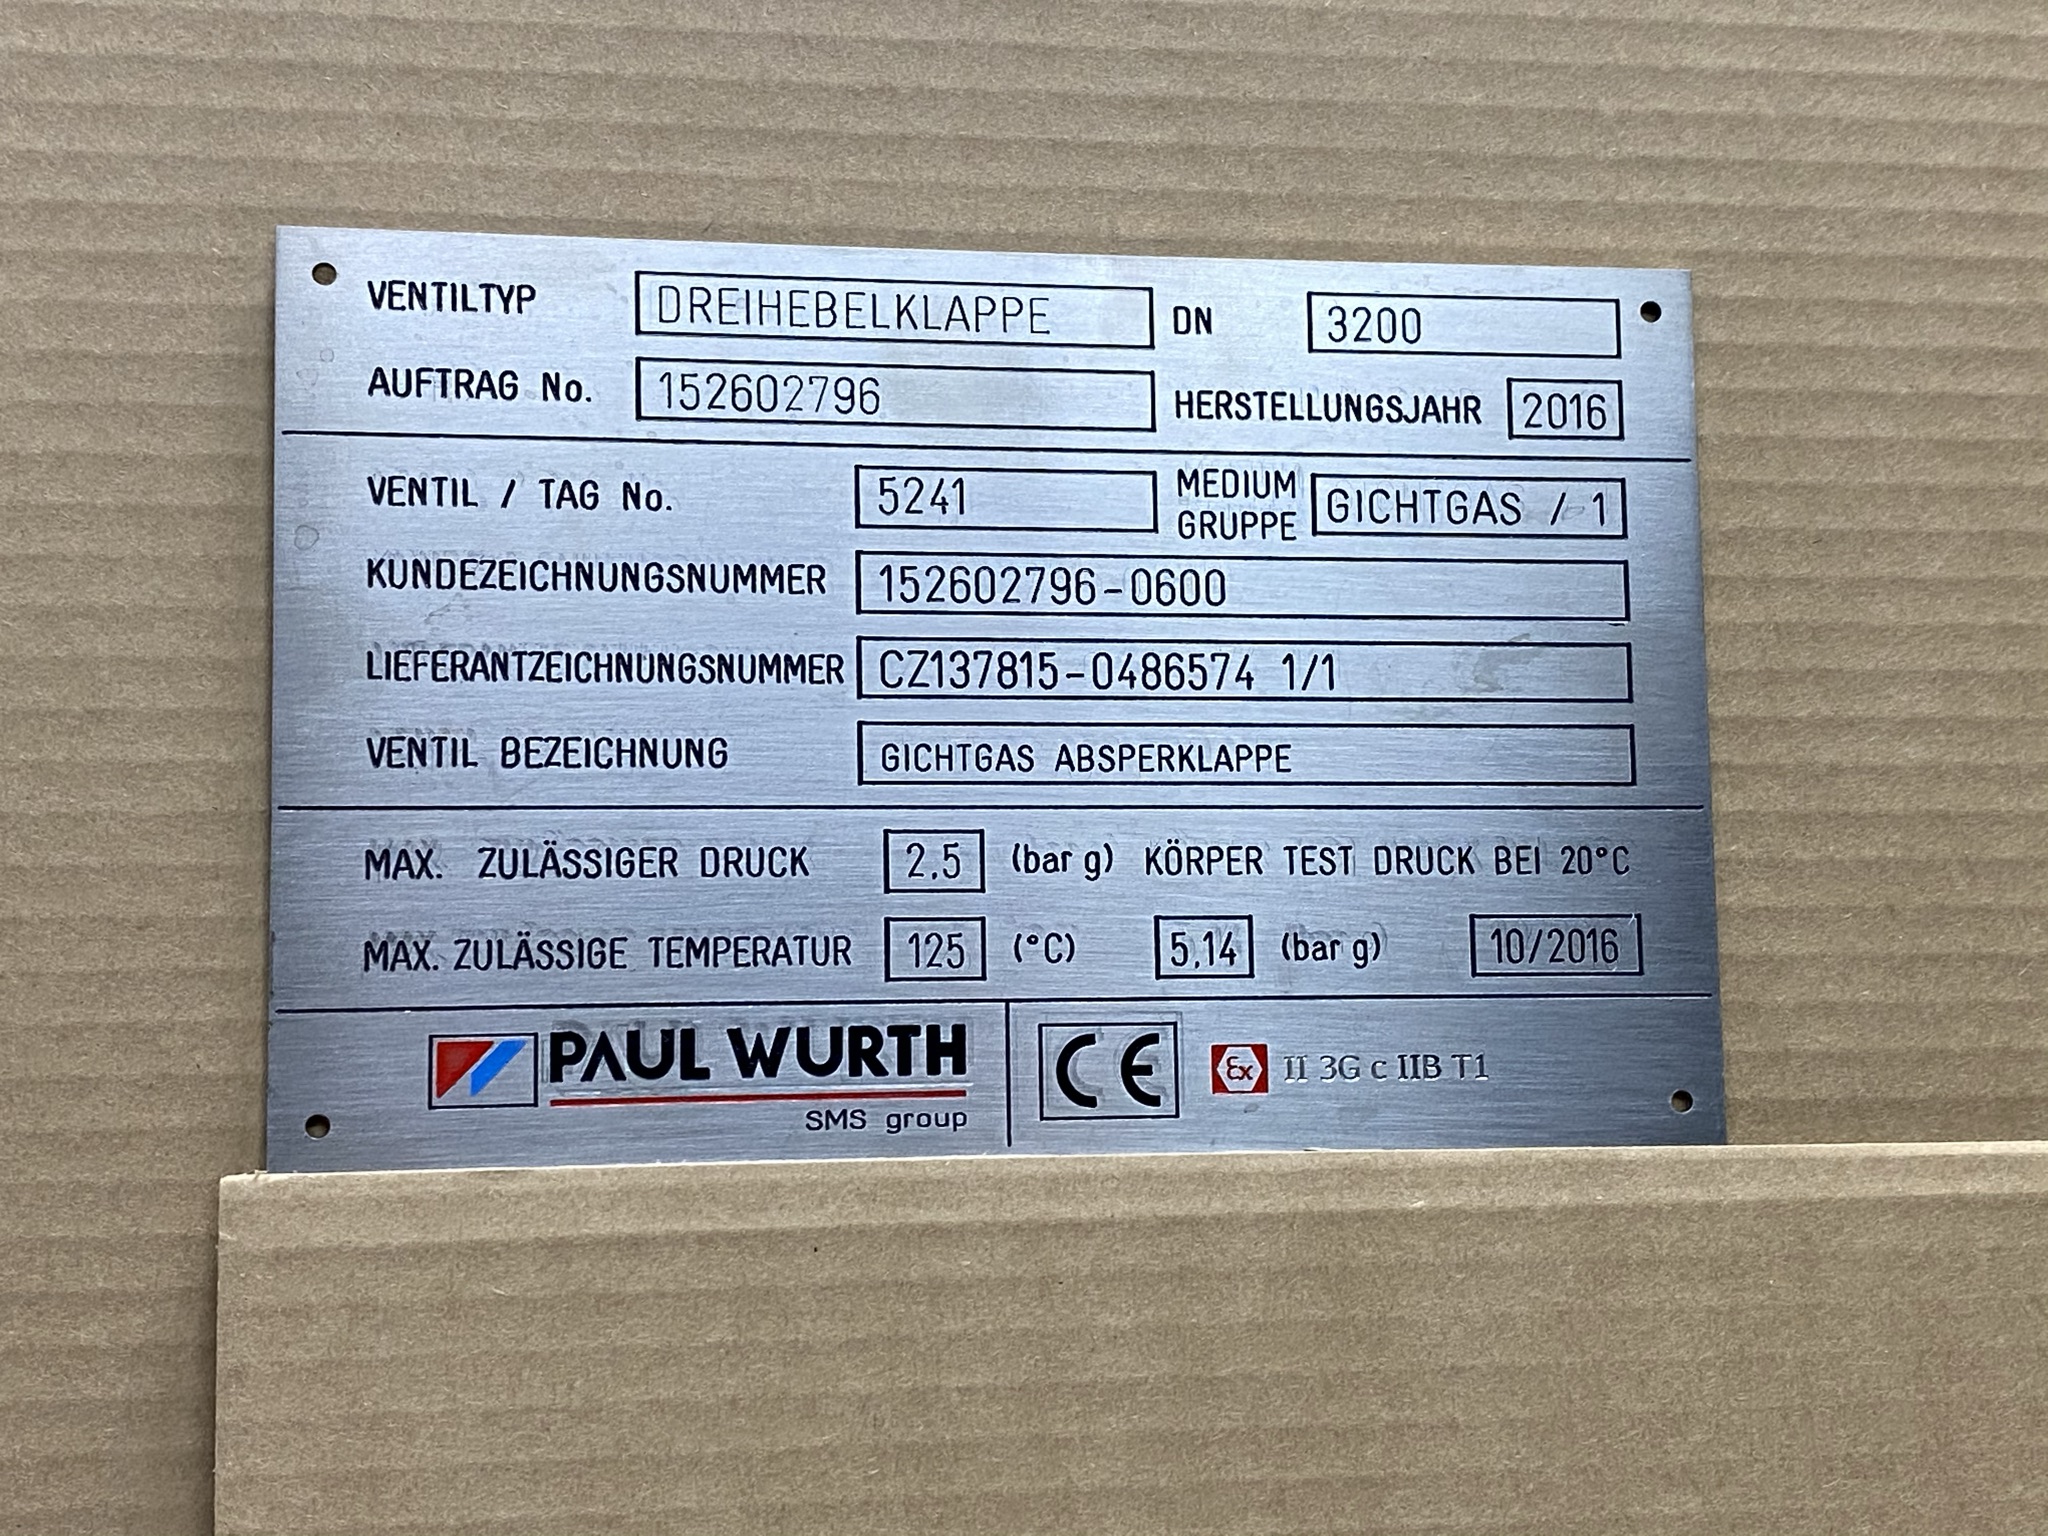 VENTILTYP DREIHEBELKLAPPE DN 3200
AUFTRAG No. 152602796 HERSTELLUNGSJAHR 2016
VENTIL / TAG No. 5241 MEDIUM GRUPPE GICHTGAS / 1
KUNDEZEICHNUNGSNUMMER 152602796-0600
LIEFERANTZEICHNUNGSNUMMER CZ137815-0486574 1/1
VENTIL BEZEICHNUNG GICHTGAS ABSPERKLAPPE
MAX. ZULÄSSIGER DRUCK 2,5 (bar g) KÖRPER TEST DRUCK BEI 20°C
MAX. ZULÄSSIGE TEMPERATUR 125 (°C) 5,14 (bar g) 10/2016
PAUL WURTH CE Ex II 3G c IIB T1
SMS group